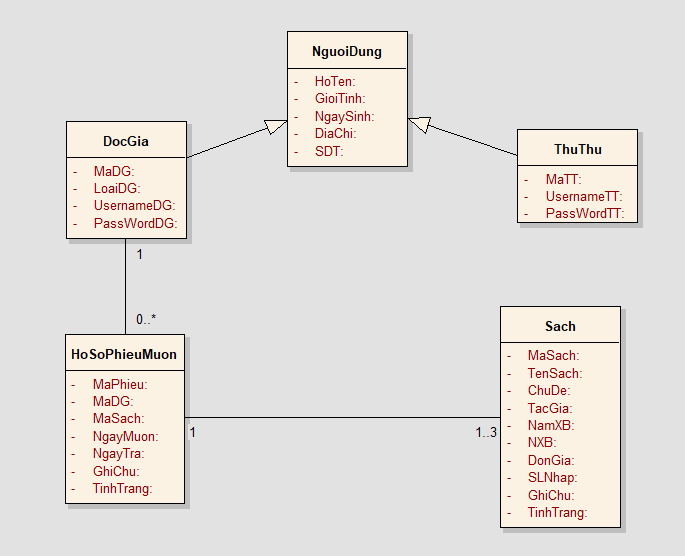 NguoiDung
- HoTen:
- GioiTinh:
- NgaySinh:
- DiaChi:
- SDT:
DocGia
- MaDG:
- LoaiDG:
- UsernameDG:
- PassWordDG:
ThuThu
- MaTT:
- UsernameTT:
- PassWordTT:
1
0..*
HoSoPhieuMuon
- MaPhieu:
- MaDG:
- MaSach:
- NgayMuon:
- NgayTra:
- GhiChu:
- TinhTrang:
1
1..3
Sach
- MaSach:
- TenSach:
- ChuDe:
- TacGia:
- NamXB:
- NXB:
- DonGia:
- SLNhap:
- GhiChu:
- TinhTrang: